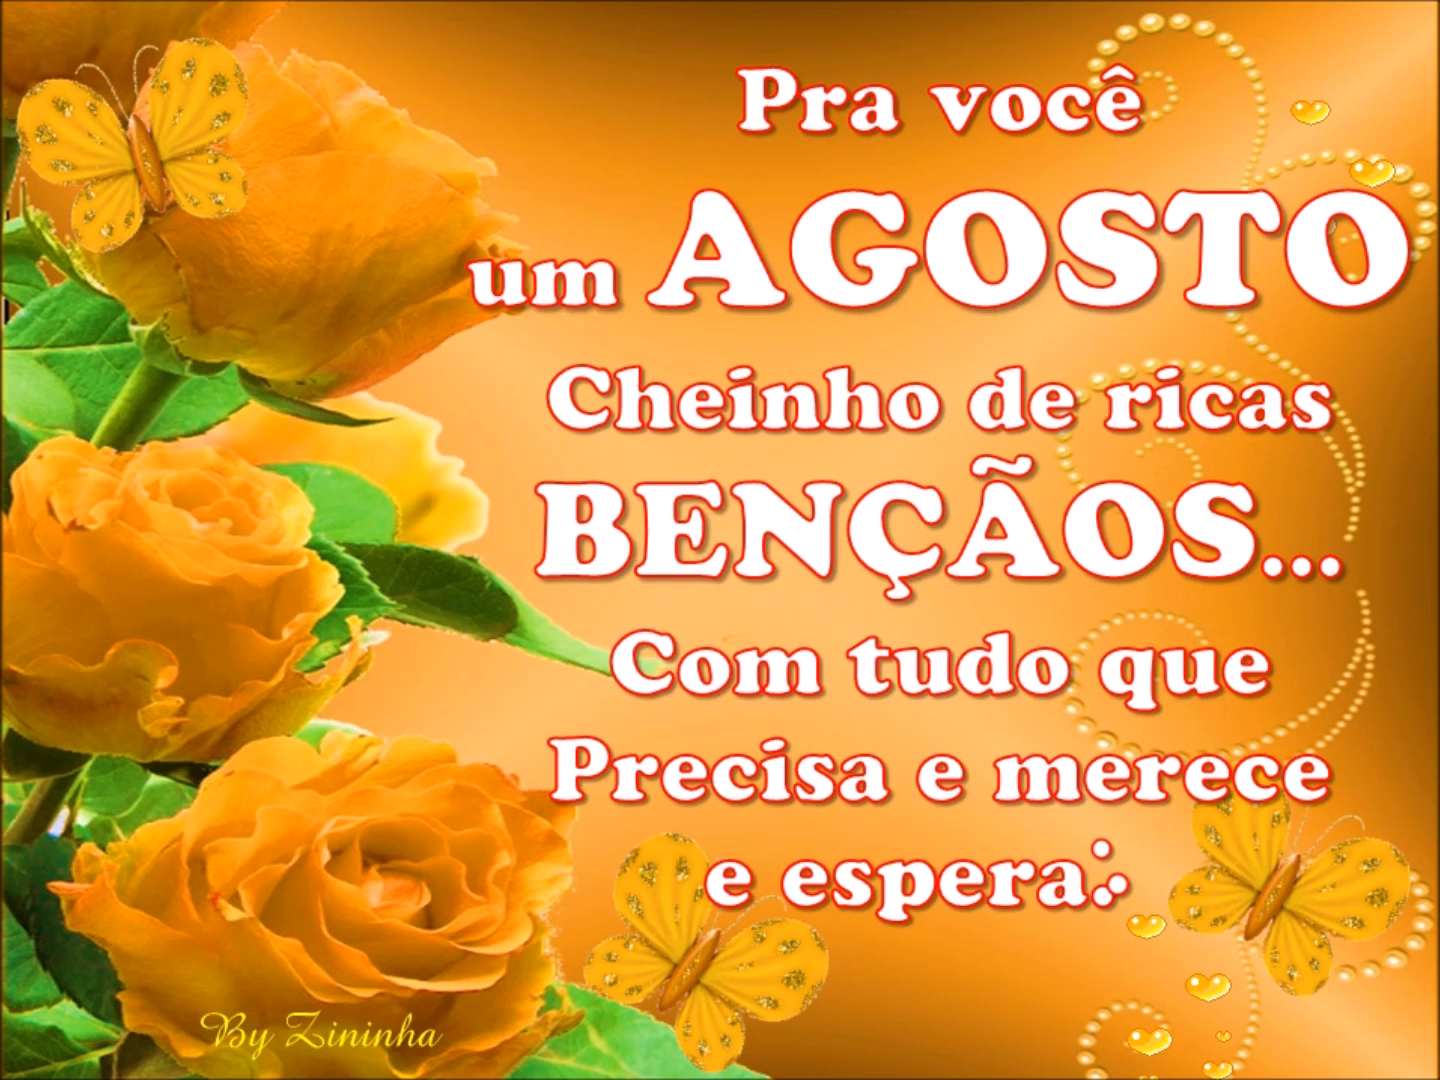 Pra você
um AGOSTO
Cheinho de ricas
BENÇÃOS...
Com tudo que
Precisa e merece
e espera:.
By Zininha